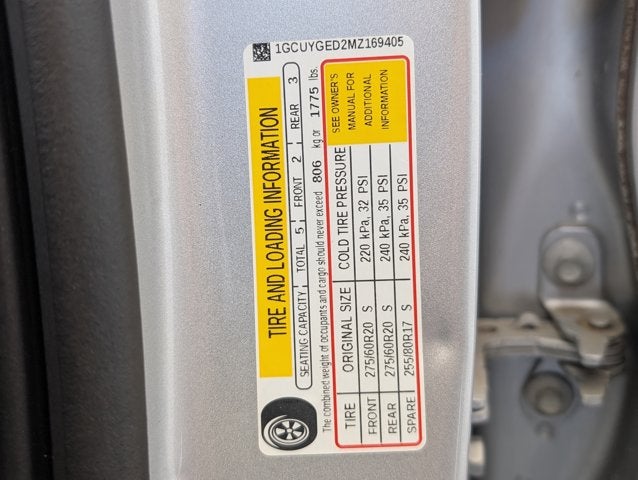 1GCUYGED2MZ169405
TIRE AND LOADING INFORMATION
SEATING CAPACITY TOTAL 5 FRONT 2 REAR 3
The combined weight of occupants and cargo should never exceed 806 kg or 1775 lbs.
TIRE ORIGINAL SIZE COLD TIRE PRESSURE
FRONT 275/60R20 S 220 kPa, 32 PSI
REAR 275/60R20 S 240 kPa, 35 PSI
SPARE 255/80R17 S 240 kPa, 35 PSI
SEE OWNER'S
MANUAL FOR
ADDITIONAL
INFORMATION